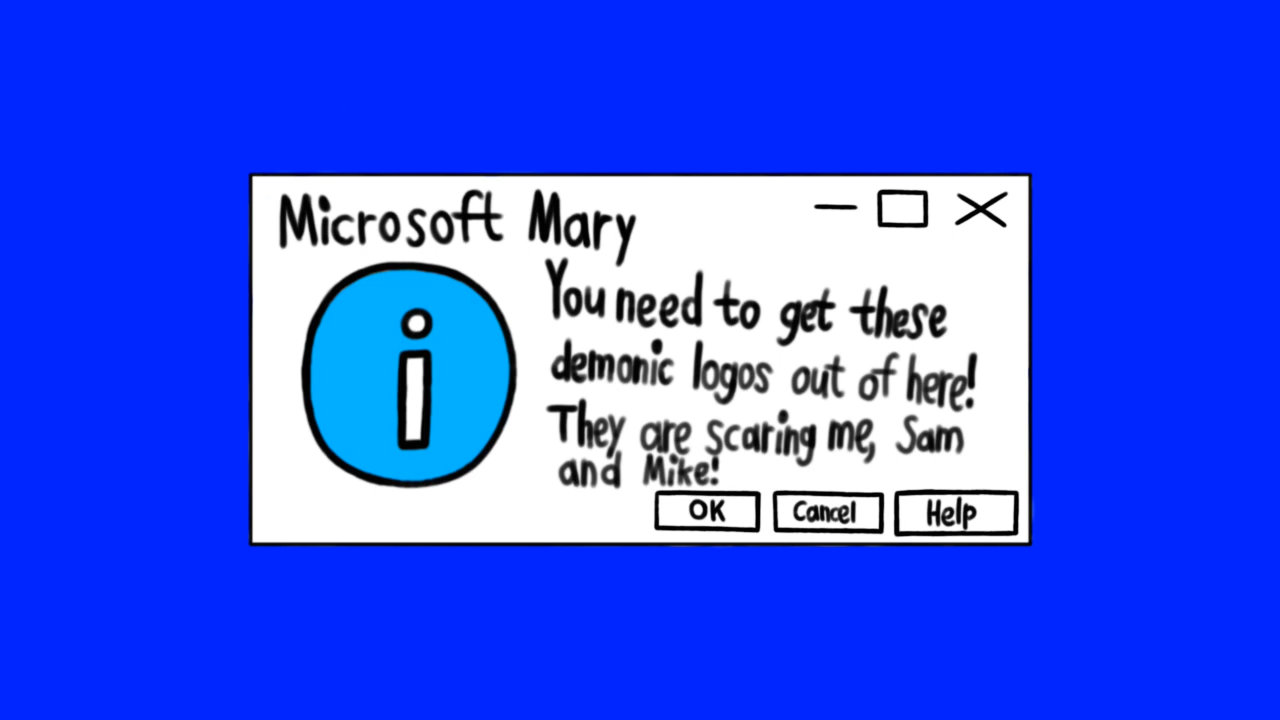 Microsoft Mary
You need to get these
demonic logos out of here!
They are scaring me, Sam
and Mike!
OK Cancel Help